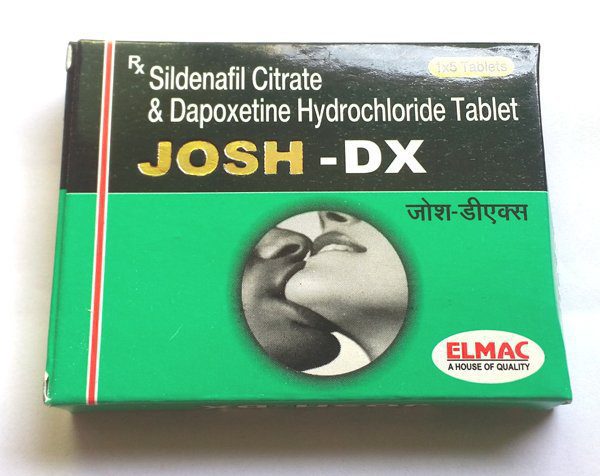 Rx Sildenafil Citrate
& Dapoxetine Hydrochloride Tablet
1x5 Tablets
JOSH -DX
जोश-डीएक्स
ELMAC
A HOUSE OF QUALITY